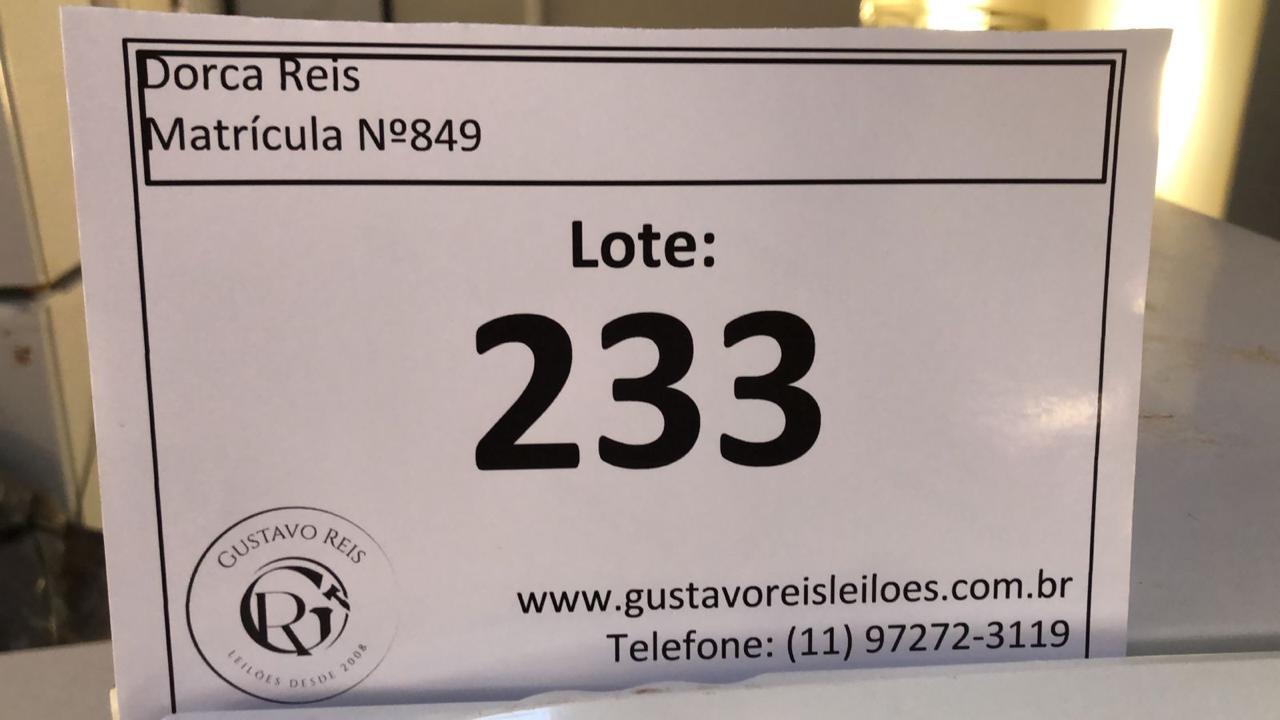 Dorca Reis
Matrícula Nº849
Lote:
233
GUSTAVO REIS
GR
LEILÕES DESDE 2008
www.gustavoreisleiloes.com.br
Telefone: (11) 97272-3119